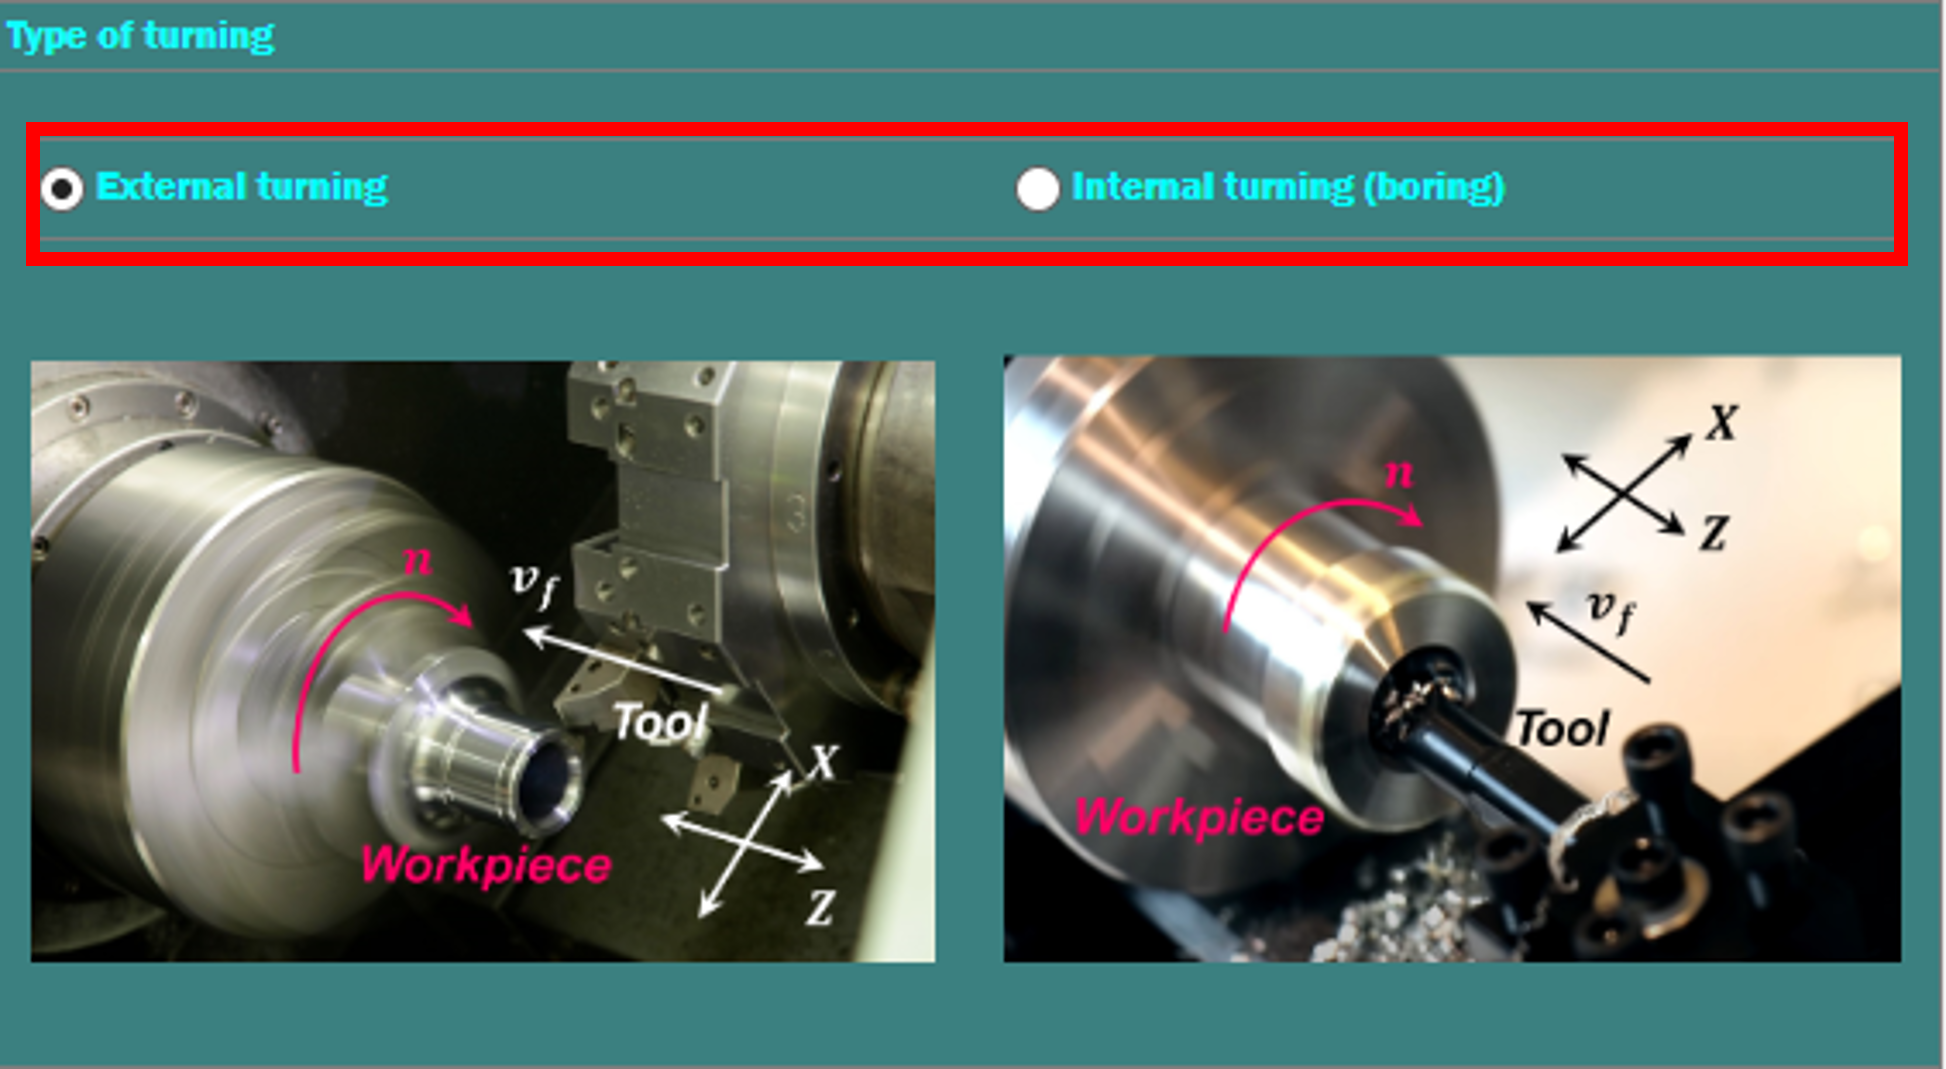 Type of turning
External turning
Internal turning (boring)
n
v_f
Tool
X
Z
Workpiece
n
X
Z
v_f
Tool
Workpiece